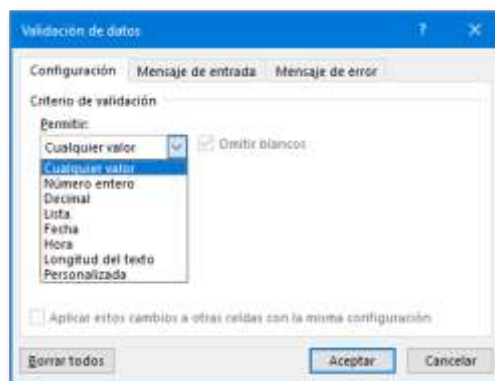 Validación de datos ? ×
Configuración Mensaje de entrada Mensaje de error
Criterio de validación
Permitir:
Cualquier valor Omitir blancos
Cualquier valor
Número entero
Decimal
Lista
Fecha
Hora
Longitud del texto
Personalizada
Aplicar estos cambios a otras celdas con la misma configuración
Borrar todos Aceptar Cancelar